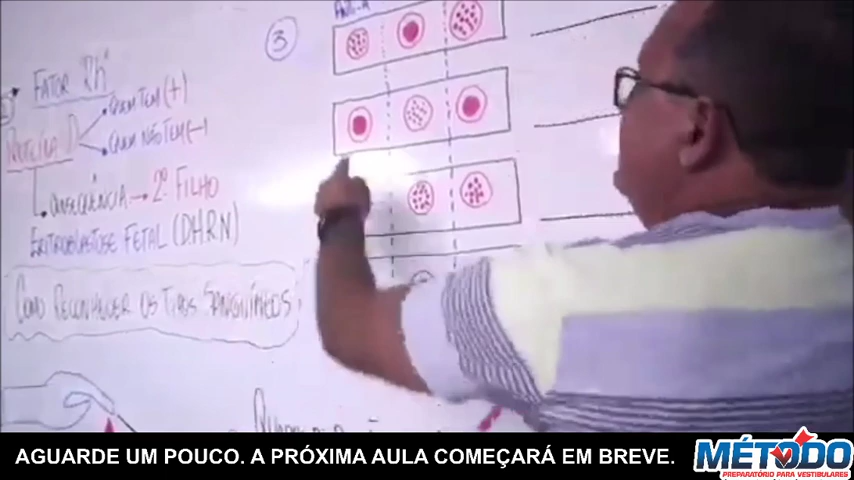 ANTI-A
3
FATOR Rh
PROTEÍNA D
QUEM TEM (+)
QUEM NÃO TEM (-)
CONSEQUÊNCIA → 2º FILHO
ERITROBLASTOSE FETAL (DHRN)
COMO RECONHECER OS TIPOS SANGUÍNEOS
AGUARDE UM POUCO. A PRÓXIMA AULA COMEÇARÁ EM BREVE.
MÉTODO
PREPARATÓRIO PARA VESTIBULARES